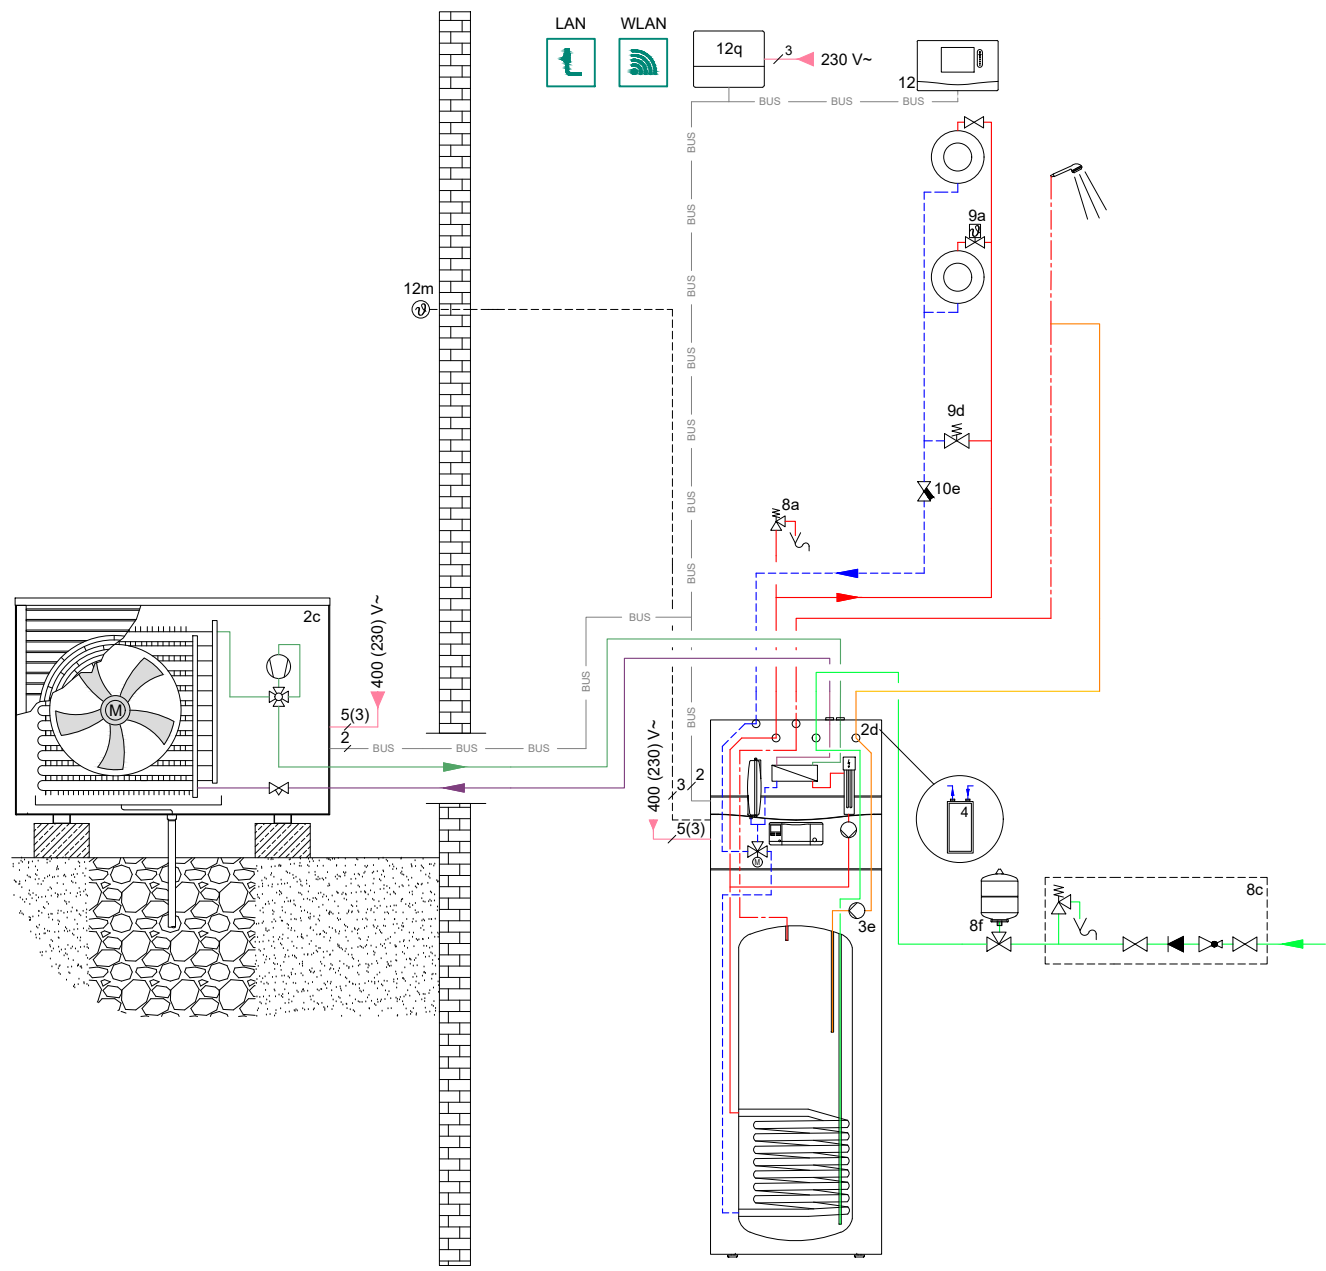 LAN WLAN
12q
3
230 V~
12
BUS BUS BUS
BUS
BUS
9a
ϑ
12m
ϑ
BUS
BUS
9d
10e
BUS
8a
BUS
2c
400 (230) V~
BUS
BUS
M
5(3)
2
BUS BUS BUS
BUS
2d
400 (230) V~
3
2
5(3)
4
M
8c
8f
3e